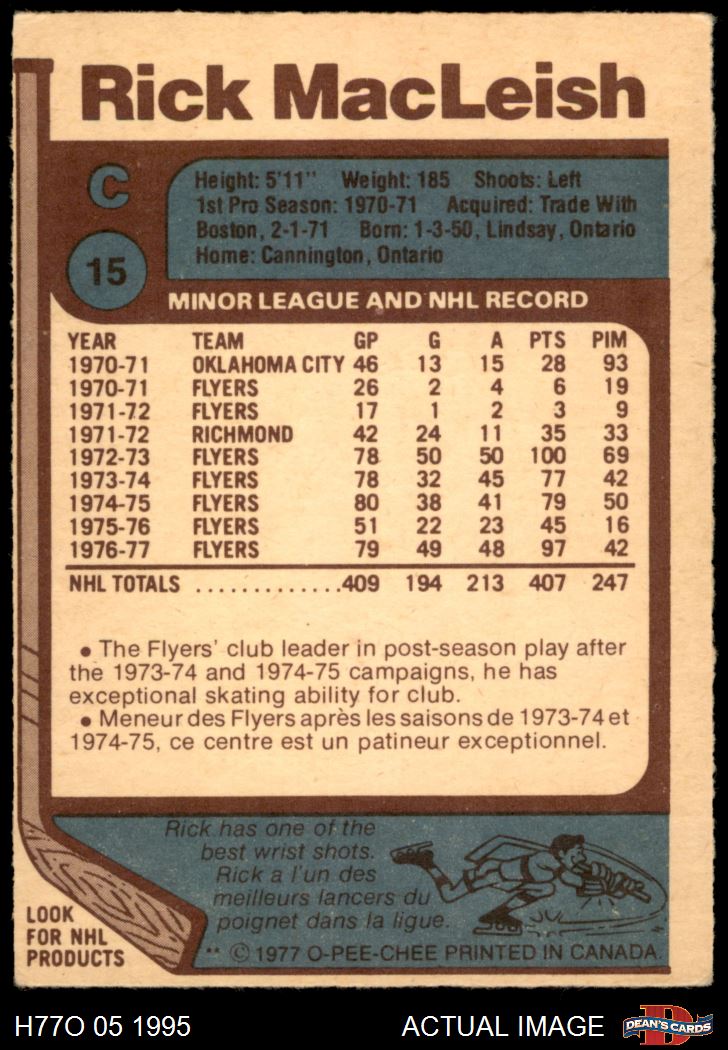 Rick MacLeish
C
15
Height: 5'11" Weight: 185 Shoots: Left
1st Pro Season: 1970-71 Acquired: Trade With
Boston, 2-1-71 Born: 1-3-50, Lindsay, Ontario
Home: Cannington, Ontario
MINOR LEAGUE AND NHL RECORD
YEAR TEAM GP G A PTS PIM
1970-71 OKLAHOMA CITY 46 13 15 28 93
1970-71 FLYERS 26 2 4 6 19
1971-72 FLYERS 17 1 2 3 9
1971-72 RICHMOND 42 24 11 35 33
1972-73 FLYERS 78 50 50 100 69
1973-74 FLYERS 78 32 45 77 42
1974-75 FLYERS 80 38 41 79 50
1975-76 FLYERS 51 22 23 45 16
1976-77 FLYERS 79 49 48 97 42
NHL TOTALS .............409 194 213 407 247
• The Flyers' club leader in post-season play after
the 1973-74 and 1974-75 campaigns, he has
exceptional skating ability for club.
• Meneur des Flyers après les saisons de 1973-74 et
1974-75, ce centre est un patineur exceptionnel.
Rick has one of the
best wrist shots.
Rick a l'un des
meilleurs lancers du
poignet dans la ligue.
LOOK
FOR NHL
PRODUCTS
** © 1977 O-PEE-CHEE PRINTED IN CANADA.
H77O 05 1995 ACTUAL IMAGE
D
DEAN'S CARDS